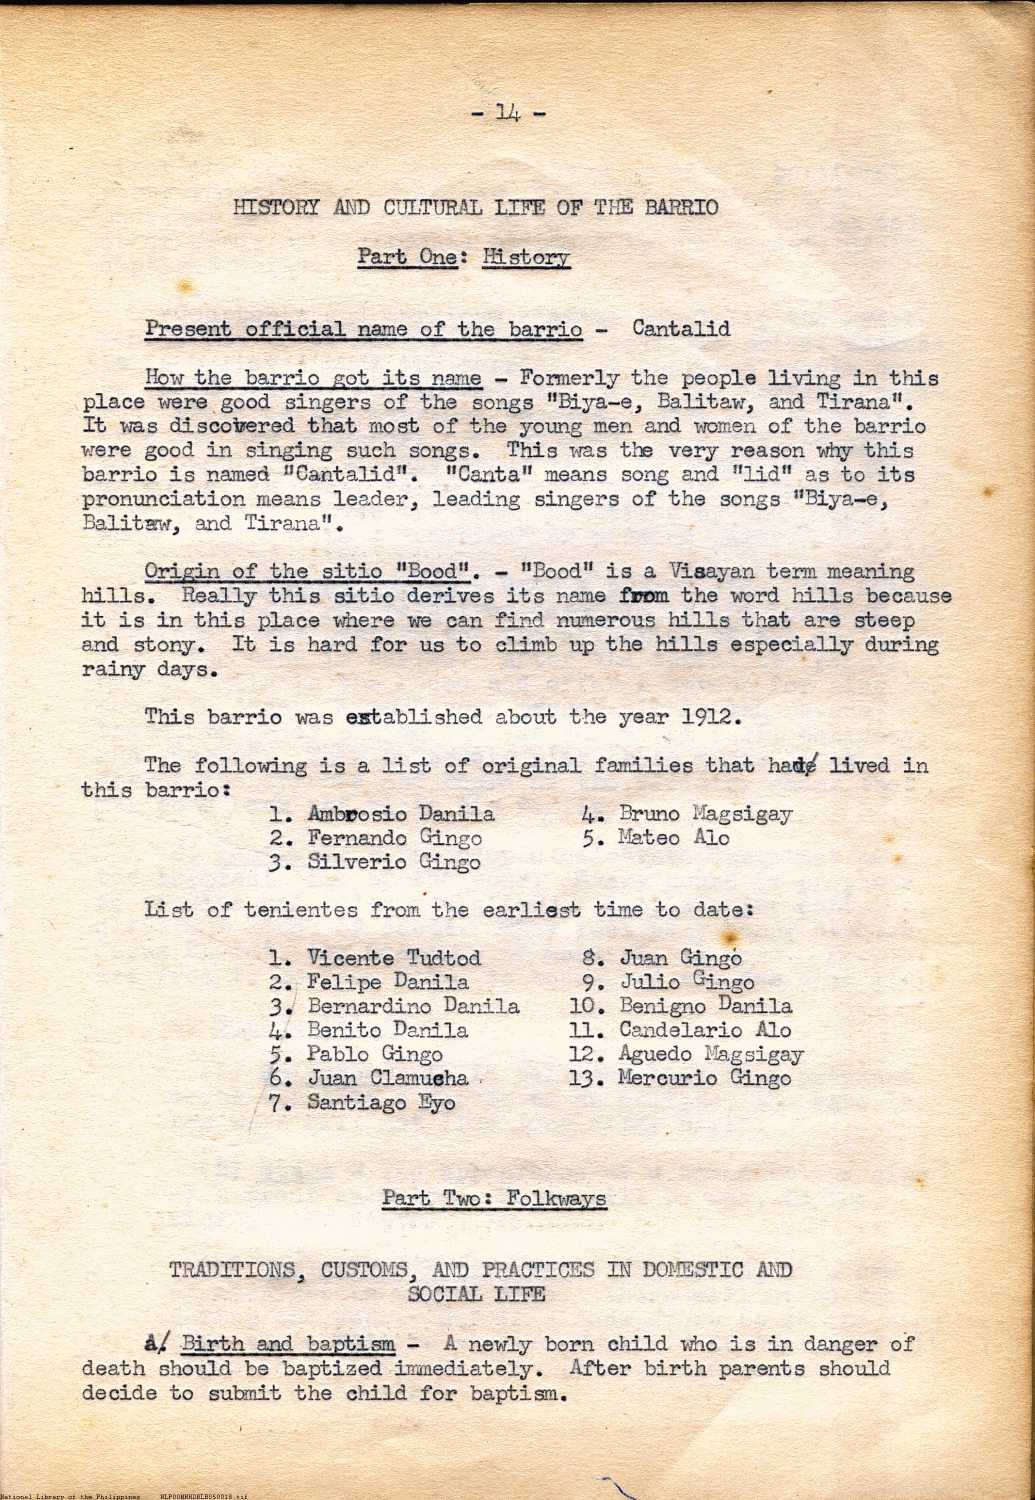 - 14 -
HISTORY AND CULTURAL LIFE OF THE BARRIO
Part One: History
Present official name of the barrio - Cantalid
How the barrio got its name - Formerly the people living in this
place were good singers of the songs "Biya-e, Balitaw, and Tirana".
It was discovered that most of the young men and women of the barrio
were good in singing such songs. This was the very reason why this
barrio is named "Cantalid". "Canta" means song and "lid" as to its
pronunciation means leader, leading singers of the songs "Biya-e,
Balitaw, and Tirana".
Origin of the sitio "Bood". - "Bood" is a Visayan term meaning
hills. Really this sitio derives its name from the word hills because
it is in this place where we can find numerous hills that are steep
and stony. It is hard for us to climb up the hills especially during
rainy days.
This barrio was established about the year 1912.
The following is a list of original families that had lived in
this barrio:
1. Ambrosio Danila 4. Bruno Magsigay
2. Fernando Gingo 5. Mateo Alo
3. Silverio Gingo
List of tenientes from the earliest time to date:
1. Vicente Tudtod 8. Juan Gingo
2. Felipe Danila 9. Julio Gingo
3. Bernardino Danila 10. Benigno Danila
4. Benito Danila 11. Candelario Alo
5. Pablo Gingo 12. Aguedo Magsigay
6. Juan Clamucha 13. Mercurio Gingo
7. Santiago Eyo
Part Two: Folkways
TRADITIONS, CUSTOMS, AND PRACTICES IN DOMESTIC AND
SOCIAL LIFE
A. Birth and baptism - A newly born child who is in danger of
death should be baptized immediately. After birth parents should
decide to submit the child for baptism.
National Library of the Philippines